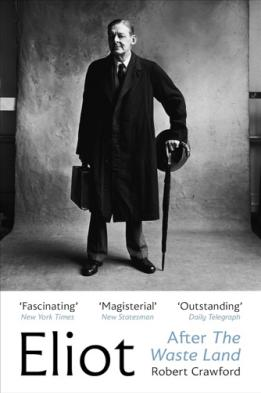 ‘Fascinating’ ‘Magisterial’ ‘Outstanding’
New York Times New Statesman Daily Telegraph
Eliot
After The
Waste Land
Robert Crawford